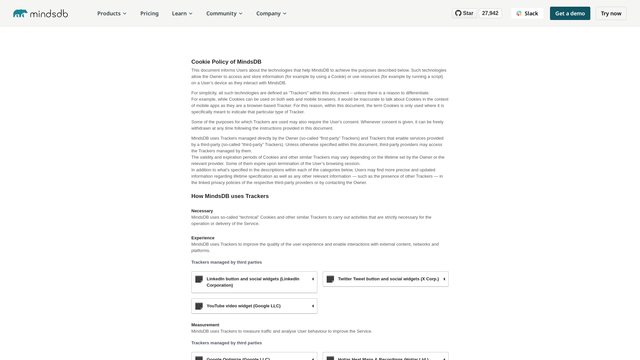 mindsdb
Products
Pricing
Learn
Community
Company
Star
27,942
Slack
Get a demo
Try now
Cookie Policy of MindsDB
This document informs Users about the technologies that help MindsDB to achieve the purposes described below. Such technologies
allow the Owner to access and store information (for example by using a Cookie) or use resources (for example by running a script)
on a User's device as they interact with MindsDB.
For simplicity, all such technologies are defined as "Trackers" within this document – unless there is a reason to differentiate.
For example, while Cookies can be used on both web and mobile browsers, it would be inaccurate to talk about Cookies in the context
of mobile apps as they are a browser-based Tracker. For this reason, within this document, the term Cookies is only used where it is
specifically meant to indicate that particular type of Tracker.
Some of the purposes for which Trackers are used may also require the User's consent. Whenever consent is given, it can be freely
withdrawn at any time following the instructions provided in this document.
MindsDB uses Trackers managed directly by the Owner (so-called "first-party" Trackers) and Trackers that enable services provided
by a third-party (so-called "third-party" Trackers). Unless otherwise specified within this document, third-party providers may access
the Trackers managed by them.
The validity and expiration periods of Cookies and other similar Trackers may vary depending on the lifetime set by the Owner or the
relevant provider. Some of them expire upon termination of the User's browsing session.
In addition to what's specified in the descriptions within each of the categories below, Users may find more precise and updated
information regarding lifetime specification as well as any other relevant information — such as the presence of other Trackers — in
the linked privacy policies of the respective third-party providers or by contacting the Owner.
How MindsDB uses Trackers
Necessary
MindsDB uses so-called "technical" Cookies and other similar Trackers to carry out activities that are strictly necessary for the
operation or delivery of the Service.
Experience
MindsDB uses Trackers to improve the quality of the user experience and enable interactions with external content, networks and
platforms.
Trackers managed by third parties
LinkedIn button and social widgets (LinkedIn
Corporation)
Twitter Tweet button and social widgets (X Corp.)
YouTube video widget (Google LLC)
Measurement
MindsDB uses Trackers to measure traffic and analyze User behaviour to improve the Service.
Trackers managed by third parties
Google Optimize (Google LLC)
Hotjar Heat Maps & Recordings (Hotjar Ltd.)